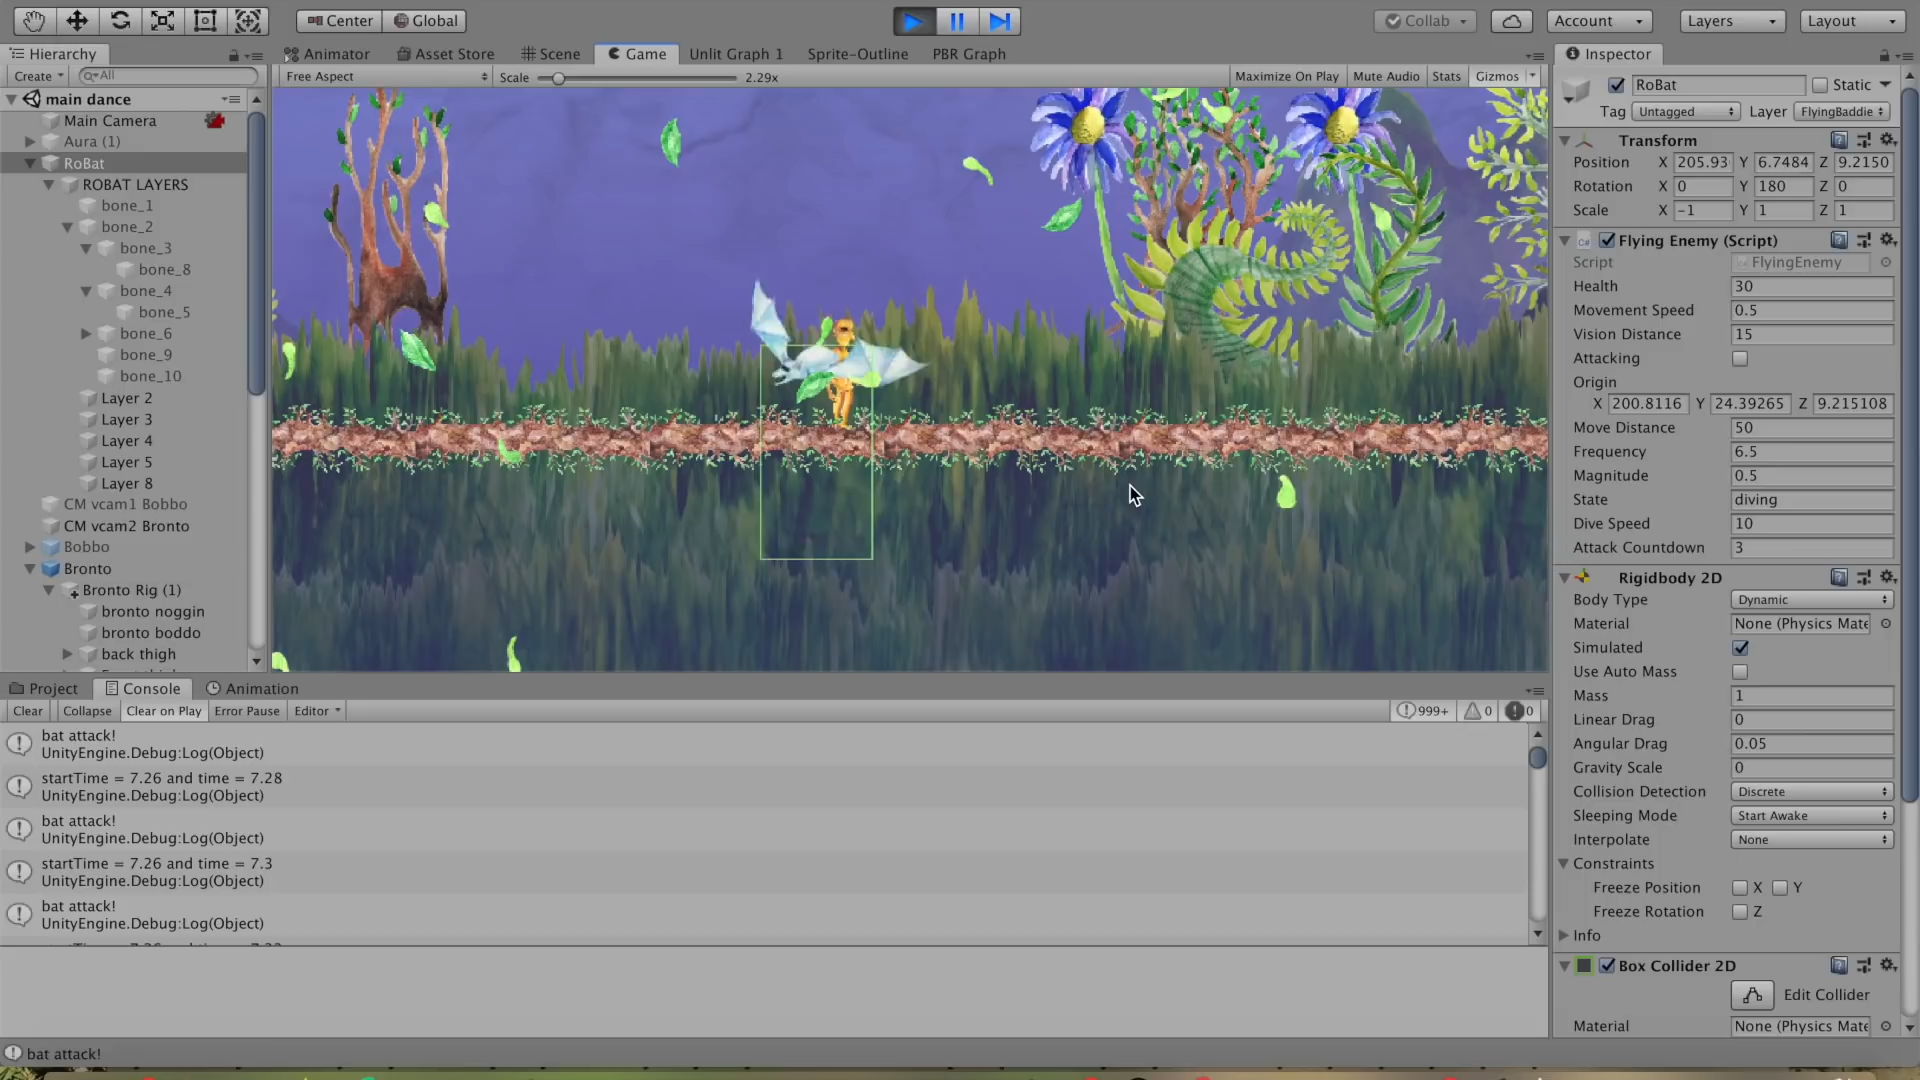 Center Global Collab Account Layers Layout
Hierarchy Animator Asset Store Scene Game Unlit Graph 1 Sprite-Outline PBR Graph Inspector
Create All Free Aspect Scale 2.29x Maximize On Play Mute Audio Stats Gizmos
main dance
Main Camera
Aura (1)
RoBat
ROBAT LAYERS
bone_1
bone_2
bone_3
bone_8
bone_4
bone_5
bone_6
bone_9
bone_10
Layer 2
Layer 3
Layer 4
Layer 5
Layer 8
CM vcam1 Bobbo
CM vcam2 Bronto
Bobbo
Bronto
Bronto Rig (1)
bronto noggin
bronto boddo
back thigh
RoBat Static
Tag Untagged Layer FlyingBaddie
Transform
Position X 205.93 Y 6.7484 Z 9.2150
Rotation X 0 Y 180 Z 0
Scale X -1 Y 1 Z 1
Flying Enemy (Script)
Script FlyingEnemy
Health 30
Movement Speed 0.5
Vision Distance 15
Attacking
Origin
X 200.8116 Y 24.39265 Z 9.215108
Move Distance 50
Frequency 6.5
Magnitude 0.5
State diving
Dive Speed 10
Attack Countdown 3
Rigidbody 2D
Body Type Dynamic
Material None (Physics Mate
Simulated
Use Auto Mass
Mass 1
Linear Drag 0
Angular Drag 0.05
Gravity Scale 0
Collision Detection Discrete
Sleeping Mode Start Awake
Interpolate None
Constraints
Freeze Position X Y
Freeze Rotation Z
Info
Box Collider 2D
Edit Collider
Material None (Physics Mate
Project Console Animation
Clear Collapse Clear on Play Error Pause Editor 999+ 0 0
bat attack!
UnityEngine.Debug:Log(Object)
startTime = 7.26 and time = 7.28
UnityEngine.Debug:Log(Object)
bat attack!
UnityEngine.Debug:Log(Object)
startTime = 7.26 and time = 7.3
UnityEngine.Debug:Log(Object)
bat attack!
UnityEngine.Debug:Log(Object)
bat attack!